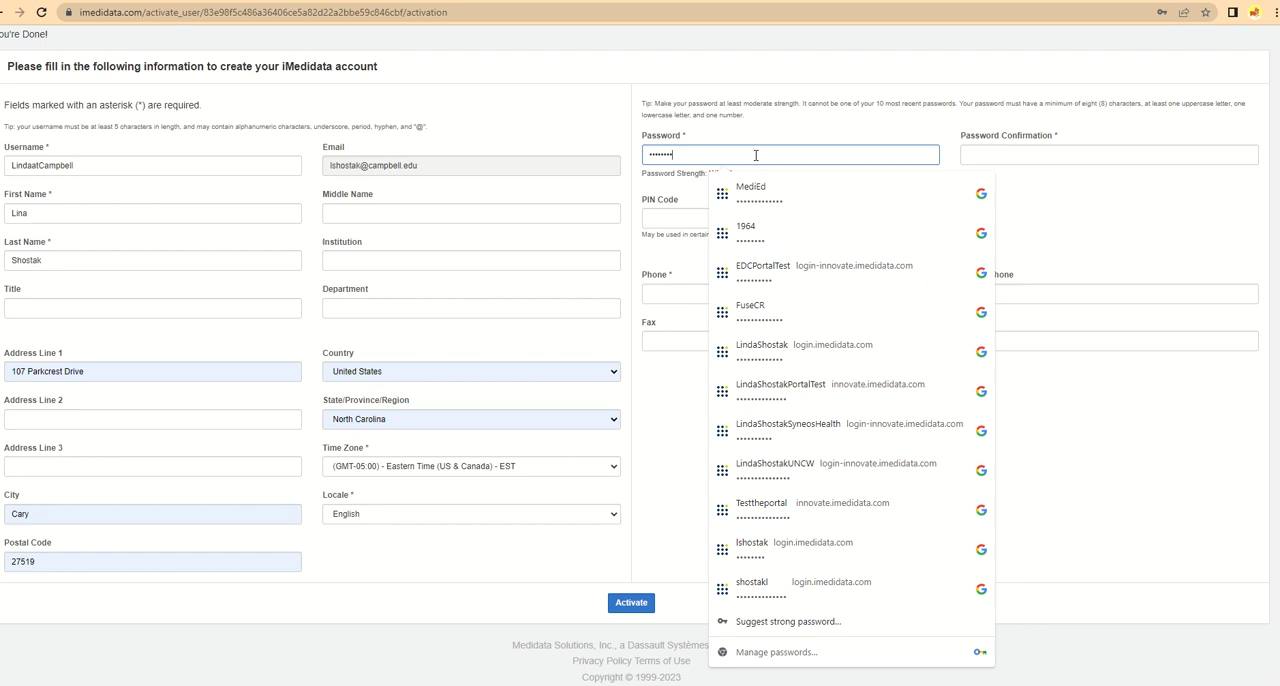 imedidata.com/activate_user/83e98f5c486a36406ce5a82d22a2bbe59c846cbf/activation
ou're Done!
Please fill in the following information to create your iMedidata account
Fields marked with an asterisk (*) are required.
Tip: your username must be at least 5 characters in length, and may contain alphanumeric characters, underscore, period, hyphen, and "@".
Username *
LindaatCampbell
Email
lshostak@campbell.edu
First Name *
Lina
Middle Name
Last Name *
Shostak
Institution
Title
Department
Address Line 1
107 Parkcrest Drive
Country
United States
Address Line 2
State/Province/Region
North Carolina
Address Line 3
Time Zone *
(GMT-05:00) - Eastern Time (US & Canada) - EST
City
Cary
Locale *
English
Postal Code
27519
Tip: Make your password at least moderate strength. It cannot be one of your 10 most recent passwords. Your password must have a minimum of eight (8) characters, at least one uppercase letter, one
lowercase letter, and one number.
Password *
••••••••
Password Confirmation *
Password Strength:
PIN Code
May be used in certain
Phone *
hone
Fax
MediEd
•••••••••••••
1964
••••••••
EDCPortalTest login-innovate.imedidata.com
••••••••••
FuseCR
•••••••••••••
LindaShostak login.imedidata.com
•••••••••••••
LindaShostakPortalTest innovate.imedidata.com
••••••••••••••
LindaShostakSyneosHealth login-innovate.imedidata.com
••••••••••
LindaShostakUNCW login-innovate.imedidata.com
•••••••••••••••
Testtheportal innovate.imedidata.com
•••••••••••••••
lshostak login.imedidata.com
••••••••
shostakl login.imedidata.com
••••••••••••••
Suggest strong password...
Manage passwords...
Activate
Medidata Solutions, Inc., a Dassault Systèmes
Privacy Policy Terms of Use
Copyright © 1999-2023